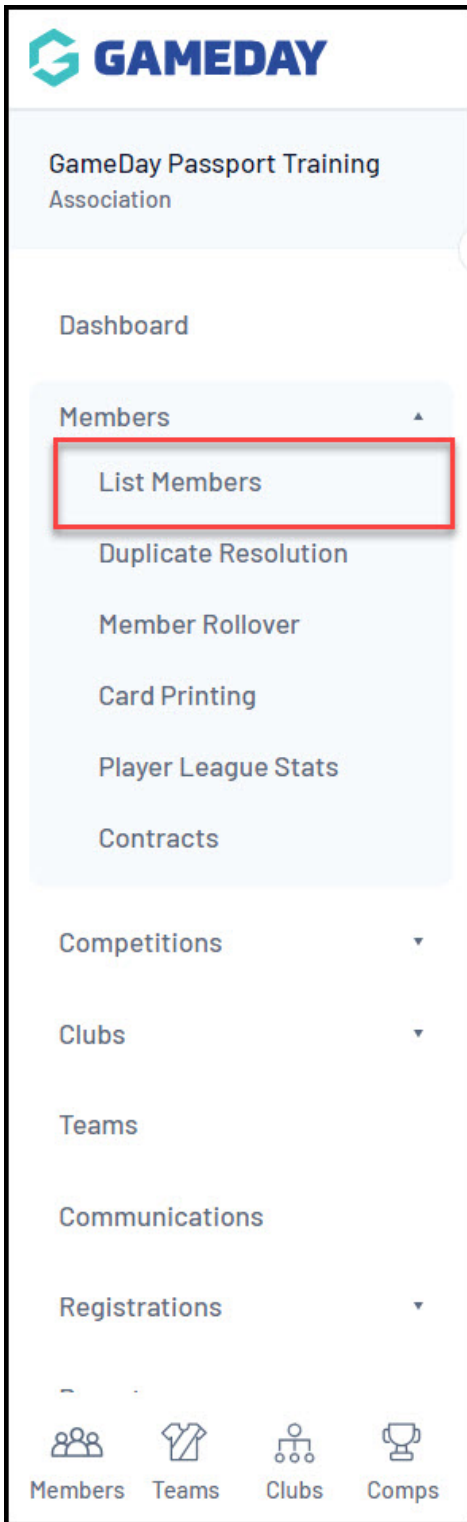 GAMEDAY
GameDay Passport Training
Association
Dashboard
Members
List Members
Duplicate Resolution
Member Rollover
Card Printing
Player League Stats
Contracts
Competitions
Clubs
Teams
Communications
Registrations
Members Teams Clubs Comps